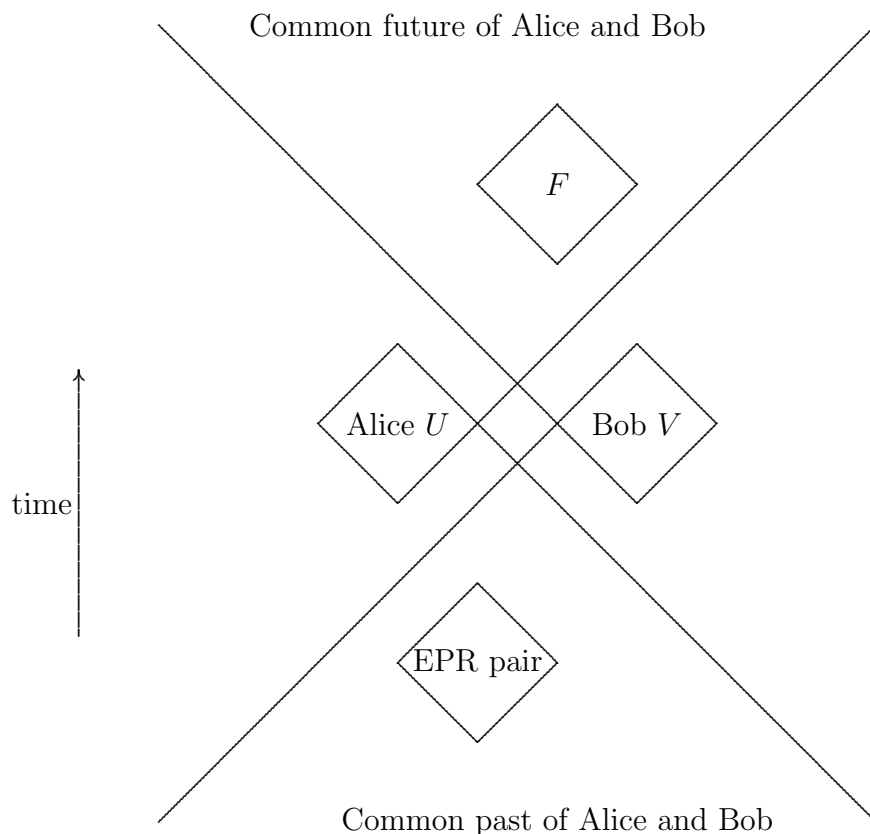 Common future of Alice and Bob
F
Alice U
Bob V
time
EPR pair
Common past of Alice and Bob